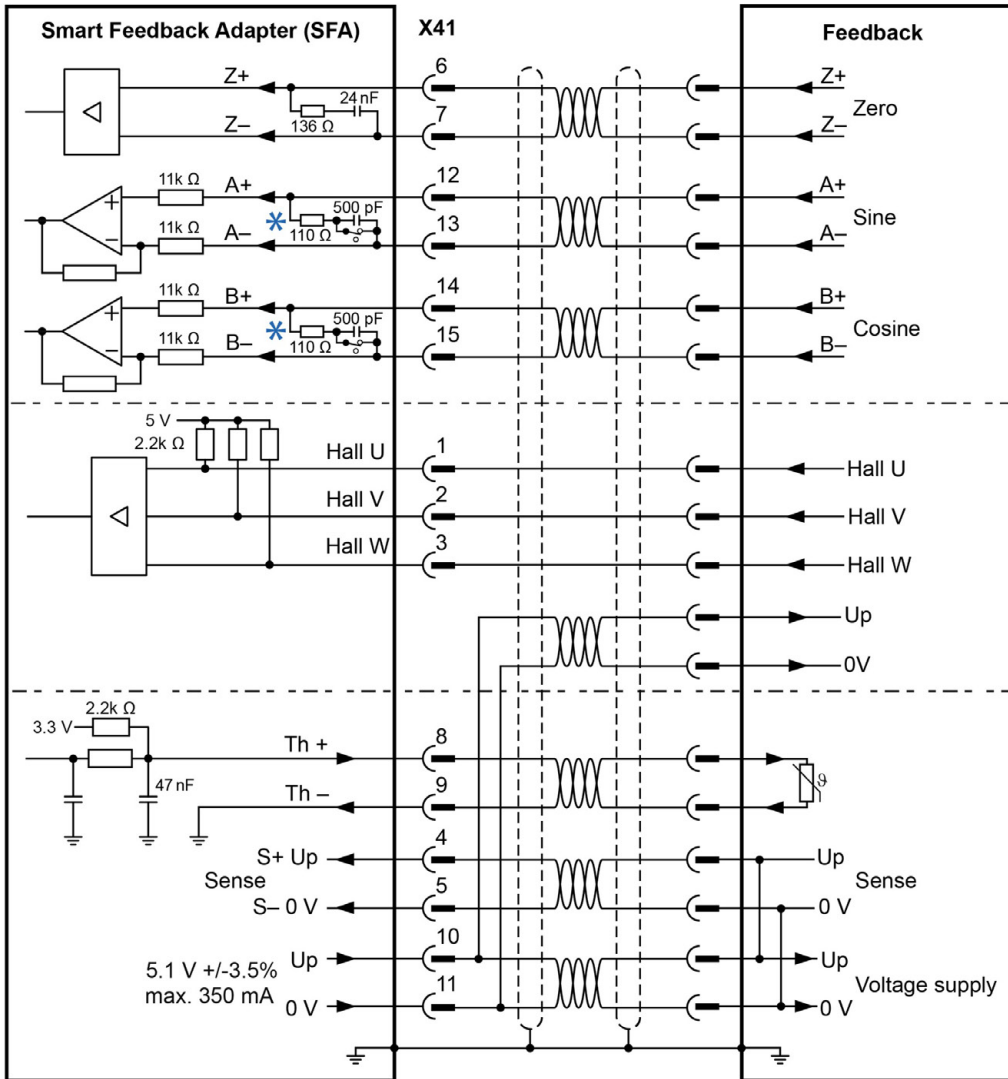 Smart Feedback Adapter (SFA) X41 Feedback
Z+ 6 Z+
24 nF
136 Ω
Zero
Z– 7 Z–
11k Ω A+ 12 A+
500 pF
* 110 Ω
Sine
11k Ω A– 13 A–
11k Ω B+ 14 B+
500 pF
* 110 Ω
Cosine
11k Ω B– 15 B–
5 V
2.2k Ω
Hall U 1 Hall U
Hall V 2 Hall V
Hall W 3 Hall W
Up
0V
2.2k Ω
3.3 V
Th + 8
ϑ
47 nF
Th – 9
S+ Up 4 Up
Sense Sense
S– 0 V 5 0 V
Up 10 Up
5.1 V +/-3.5%
max. 350 mA
Voltage supply
0 V 11 0 V